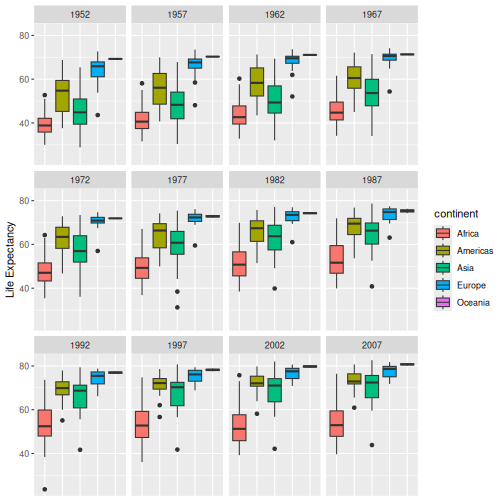 1952 1957 1962 1967
80
60
40
1972 1977 1982 1987
80
60
40
Life Expectancy
continent
Africa
Americas
Asia
Europe
Oceania
1992 1997 2002 2007
80
60
40